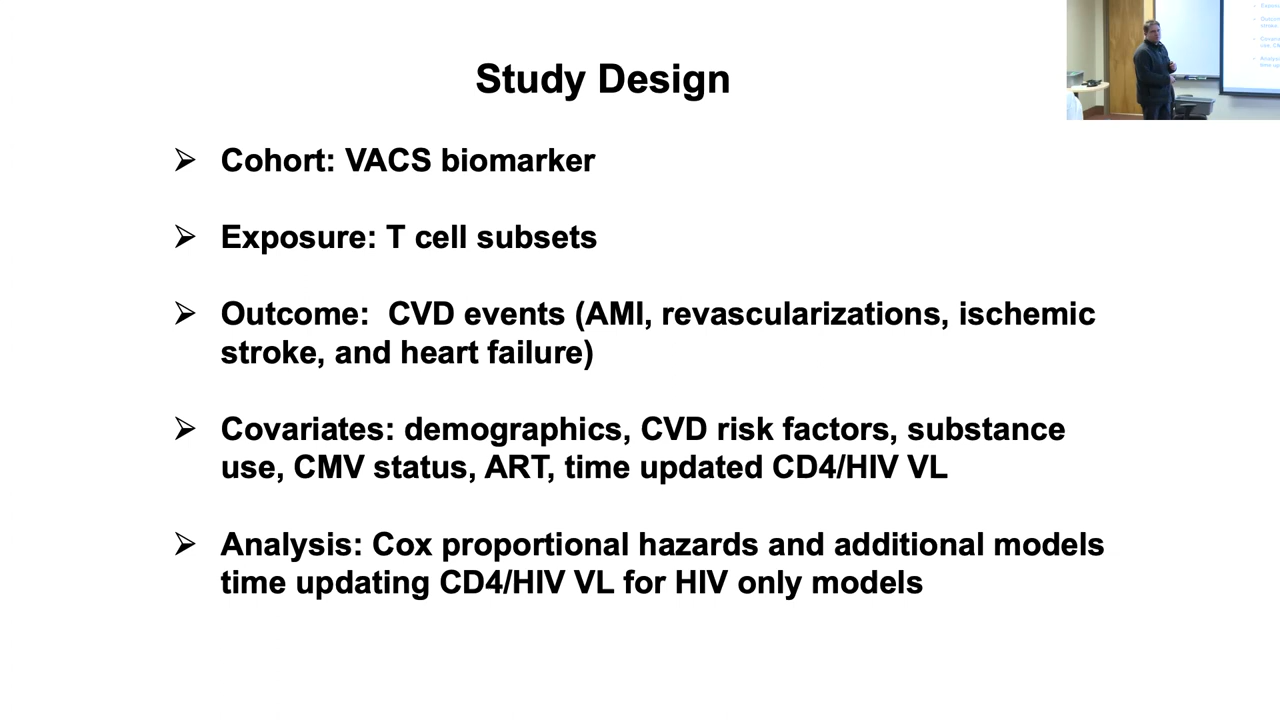 Study Design
➢ Cohort: VACS biomarker
➢ Exposure: T cell subsets
➢ Outcome:  CVD events (AMI, revascularizations, ischemic
stroke, and heart failure)
➢ Covariates: demographics, CVD risk factors, substance
use, CMV status, ART, time updated CD4/HIV VL
➢ Analysis: Cox proportional hazards and additional models
time updating CD4/HIV VL for HIV only models